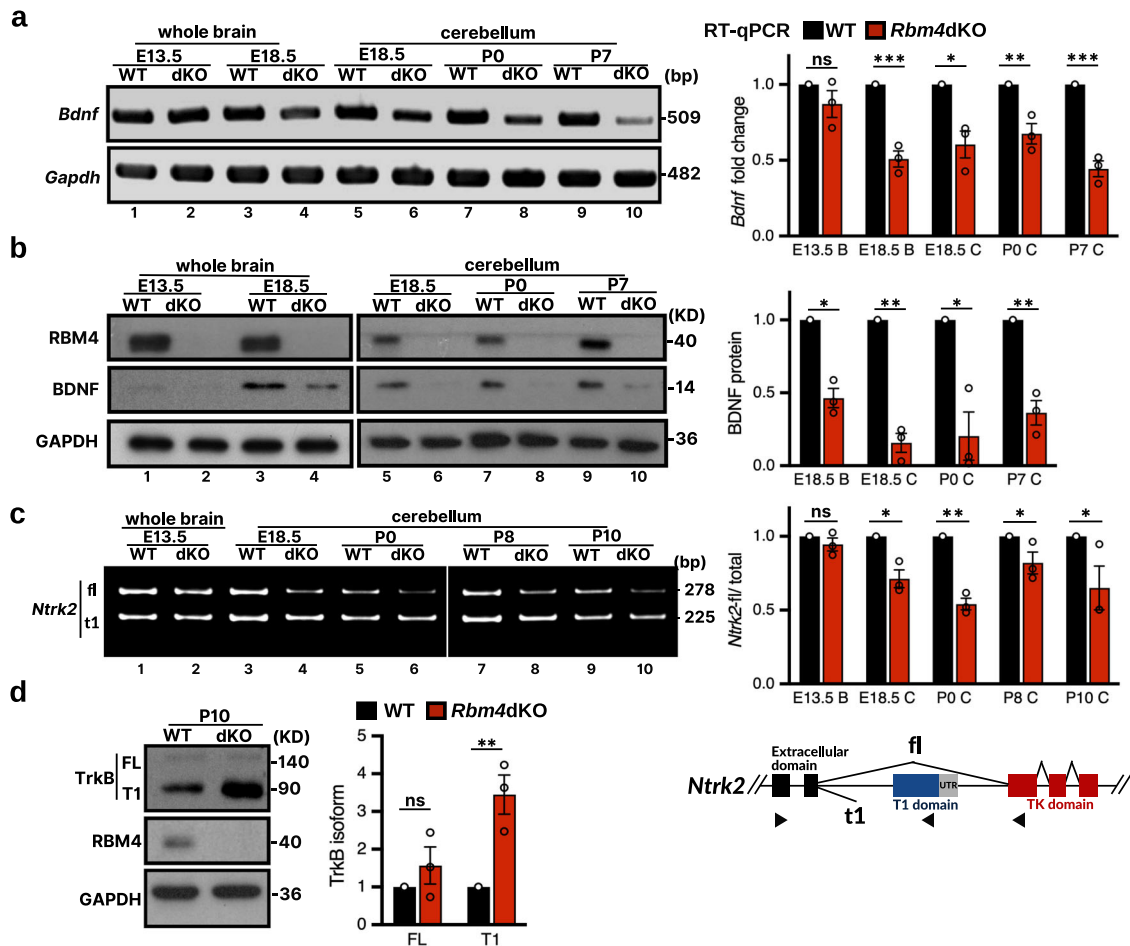 a
whole brain
cerebellum
E13.5 E18.5 E18.5 P0 P7
WT dKO WT dKO WT dKO WT dKO WT dKO (bp)
Bdnf
-509
Gapdh
-482
1 2 3 4 5 6 7 8 9 10
RT-qPCR WT Rbm4dKO
ns *** * ** ***
1.0
0.5
0.0
Bdnf fold change
E13.5 B E18.5 B E18.5 C P0 C P7 C
b
whole brain
cerebellum
E13.5 E18.5 E18.5 P0 P7
WT dKO WT dKO WT dKO WT dKO WT dKO (KD)
RBM4
-40
BDNF
-14
GAPDH
-36
1 2 3 4 5 6 7 8 9 10
* ** * **
1.0
0.5
0.0
BDNF protein
E18.5 B E18.5 C P0 C P7 C
c
whole brain
cerebellum
E13.5 E18.5 P0 P8 P10
WT dKO WT dKO WT dKO WT dKO WT dKO (bp)
Ntrk2
fl
- 278
t1
- 225
1 2 3 4 5 6 7 8 9 10
ns * ** * *
1.0
0.5
0.0
Ntrk2-fl/ total
E13.5 B E18.5 C P0 C P8 C P10 C
d
P10
WT dKO (KD)
TrkB
FL
-140
T1
-90
RBM4
-40
GAPDH
-36
WT Rbm4dKO
5
4
3
2
1
0
TrkB isoform
ns **
FL T1
Extracellular
domain
fl
Ntrk2
UTR
T1 domain
TK domain
t1